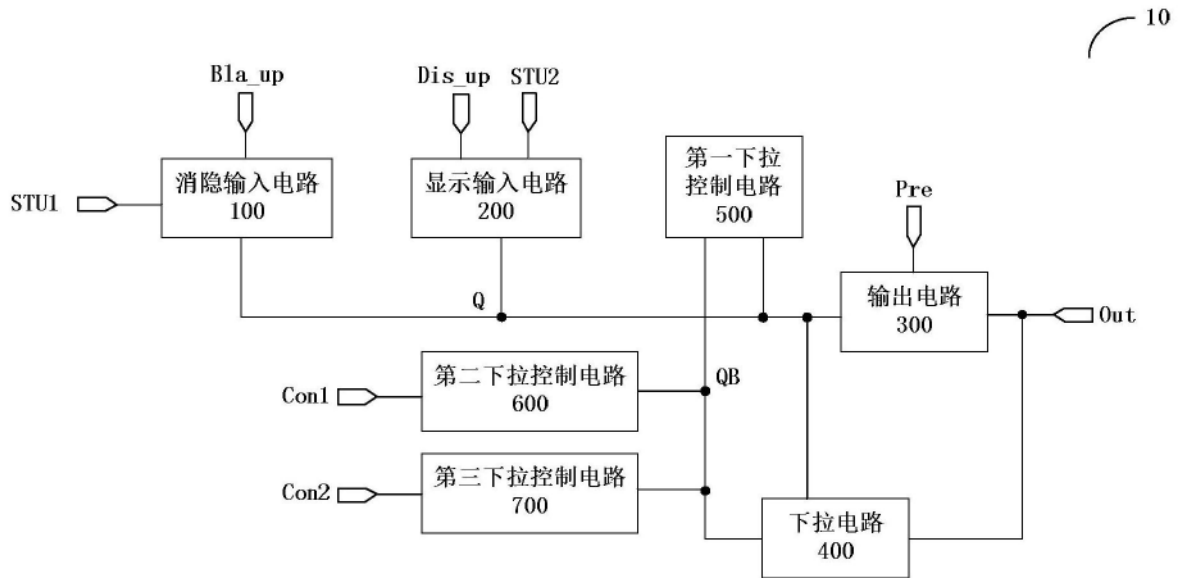 10
Bla_up
Dis_up STU2
STU1
消隐输入电路
100
显示输入电路
200
第一下拉
控制电路
500
Pre
Q
输出电路
300
Out
Con1
第二下拉控制电路
600
QB
Con2
第三下拉控制电路
700
下拉电路
400